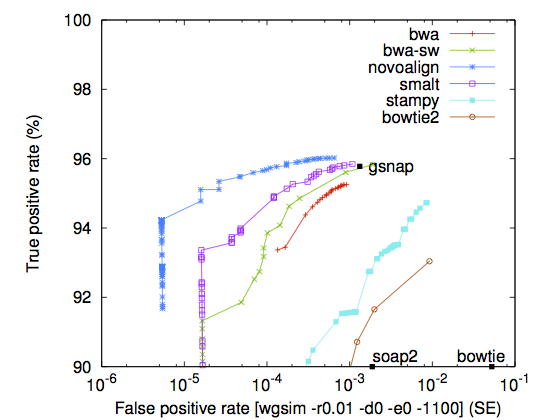 100
98
96
94
92
90
True positive rate (%)
bwa
bwa-sw
novoalign
smalt
stampy
bowtie2
gsnap
soap2
bowtie
10-6
10-5
10-4
10-3
10-2
10-1
False positive rate [wgsim -r0.01 -d0 -e0 -1100] (SE)